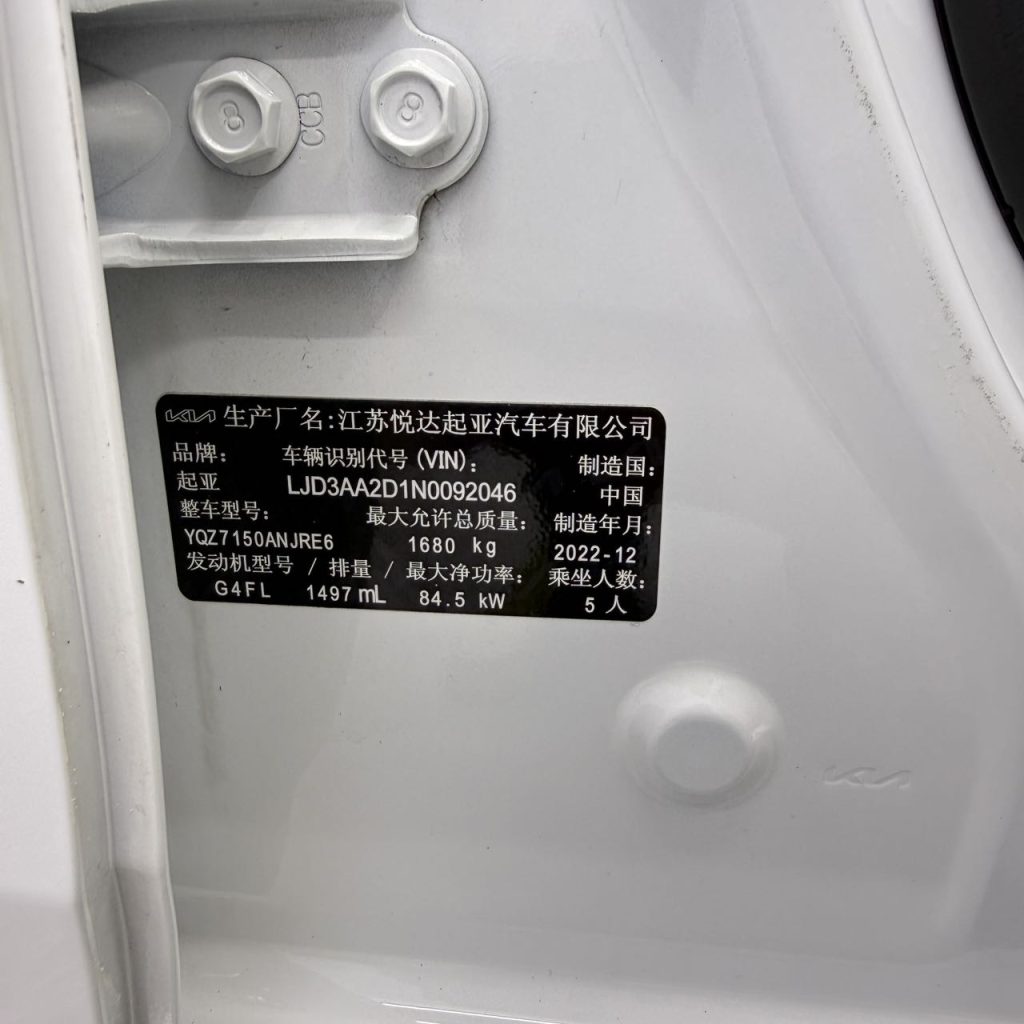 8
CCB
8
KIA 生产厂名:江苏悦达起亚汽车有限公司
品牌: 车辆识别代号(VIN): 制造国:
起亚 LJD3AA2D1N0092046 中国
整车型号: 最大允许总质量: 制造年月:
YQZ7150ANJRE6 1680 kg 2022-12
发动机型号 / 排量 / 最大净功率: 乘坐人数:
G4FL 1497 mL 84.5 kW 5 人
KIA